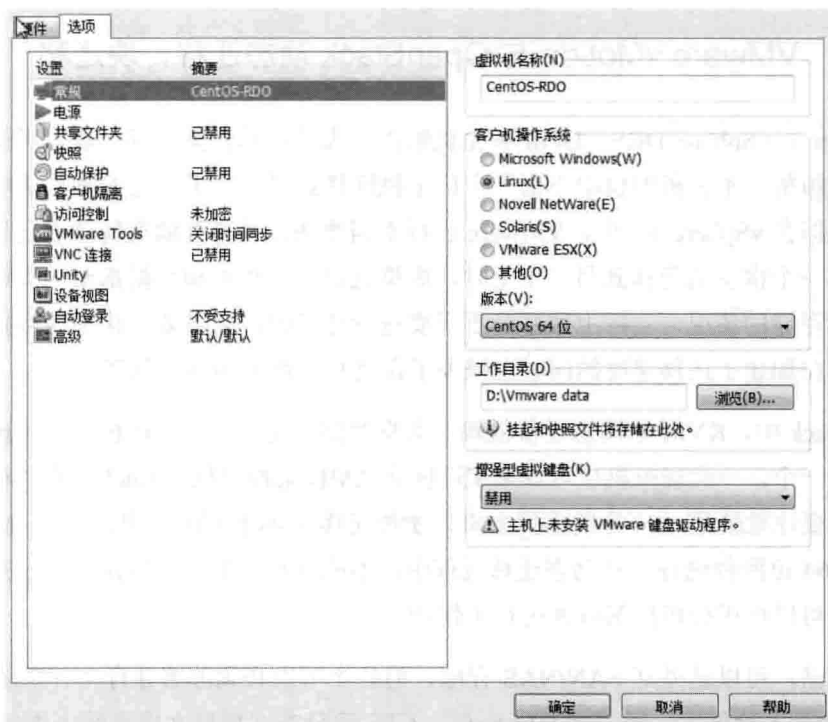 硬件 选项
设置 摘要
常规 CentOS-RDO
电源
共享文件夹 已禁用
快照
自动保护 已禁用
客户机隔离
访问控制 未加密
VMware Tools 关闭时间同步
VNC 连接 已禁用
Unity
设备视图
自动登录 不受支持
高级 默认/默认
虚拟机名称(N)
CentOS-RDO
客户机操作系统
Microsoft Windows(W)
Linux(L)
Novell NetWare(E)
Solaris(S)
VMware ESX(X)
其他(O)
版本(V):
CentOS 64 位
工作目录(D)
D:\Vmware data
浏览(B)...
挂起和快照文件将存储在此处。
增强型虚拟键盘(K)
禁用
主机上未安装 VMware 键盘驱动程序。
确定 取消 帮助